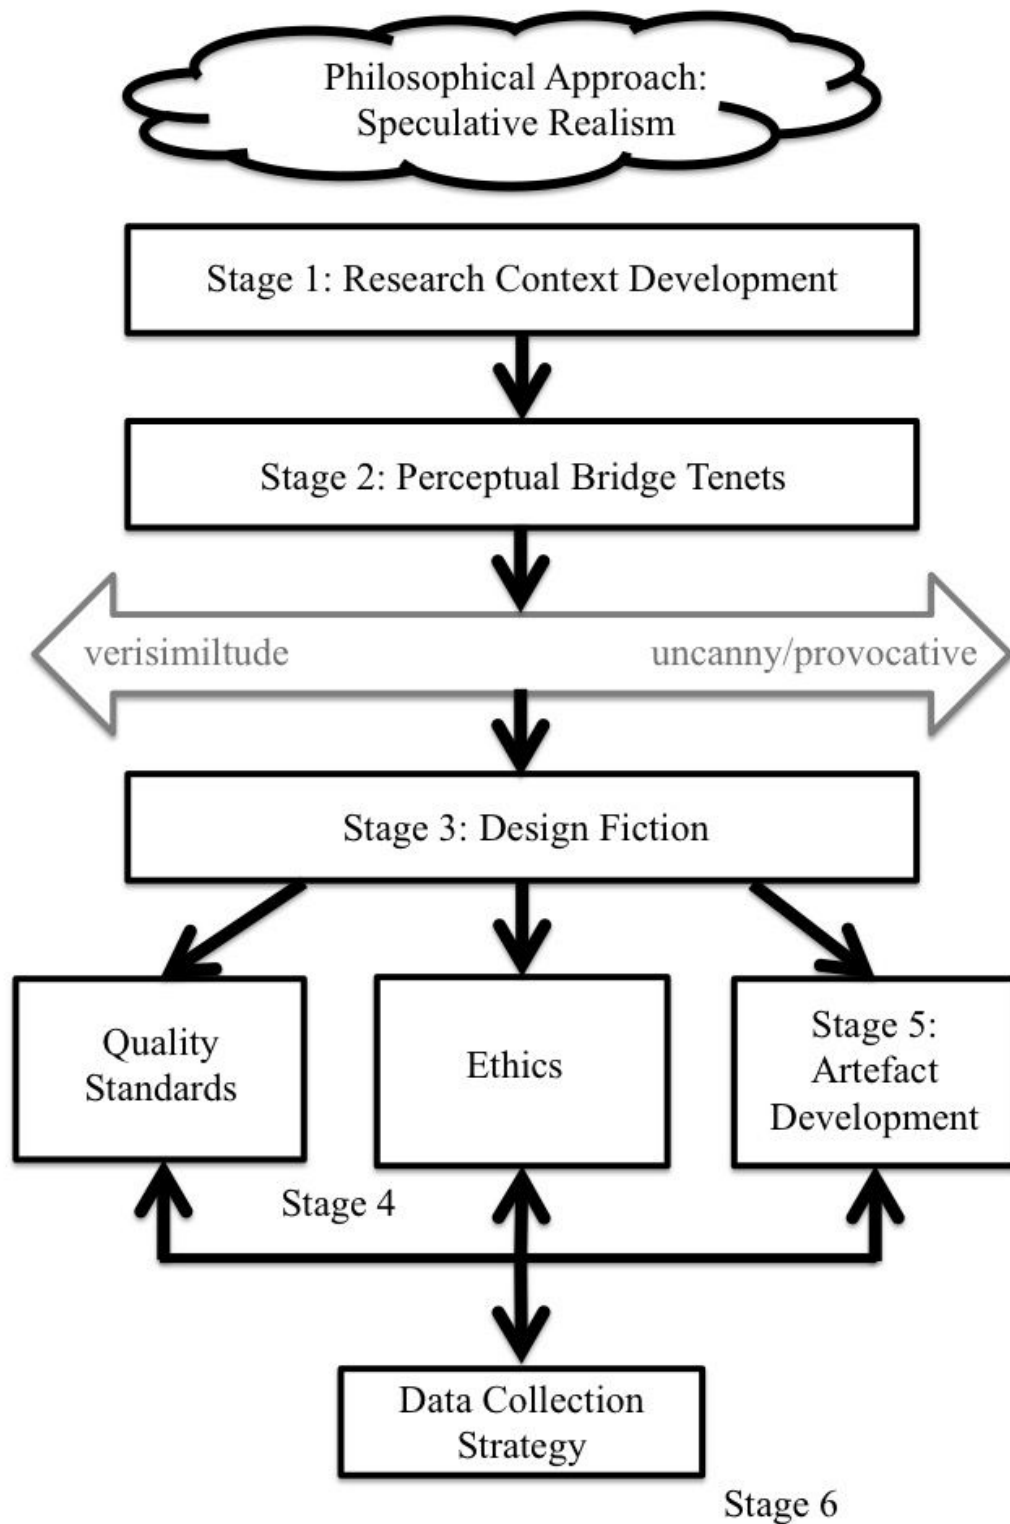 Philosophical Approach:
Speculative Realism
Stage 1: Research Context Development
Stage 2: Perceptual Bridge Tenets
verisimiltude
uncanny/provocative
Stage 3: Design Fiction
Quality
Standards
Ethics
Stage 5:
Artefact
Development
Stage 4
Data Collection
Strategy
Stage 6